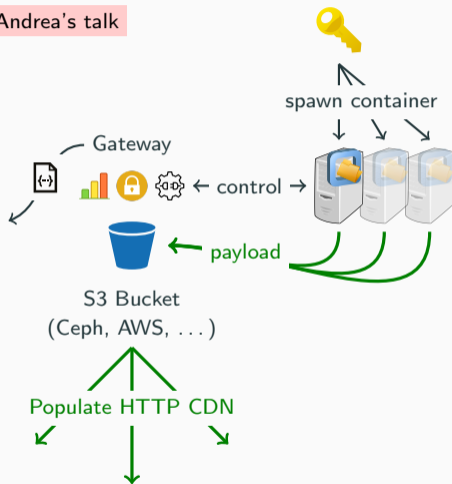 Andrea's talk
spawn container
Gateway
control
payload
S3 Bucket
(Ceph, AWS, ...)
Populate HTTP CDN